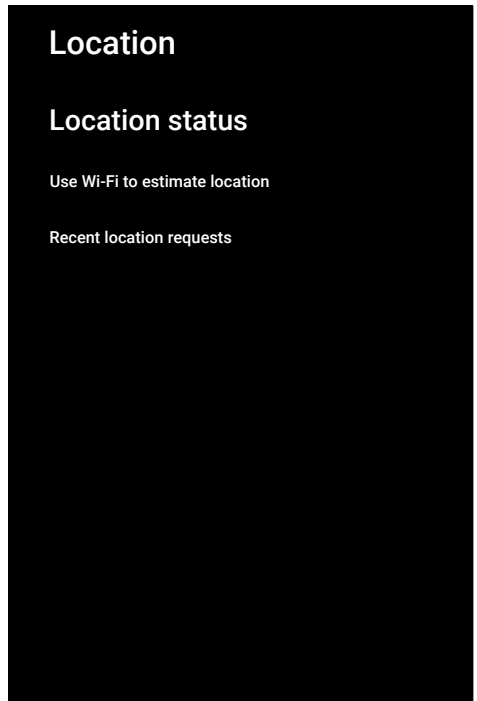 Location
Location status
Use Wi-Fi to estimate location
Recent location requests